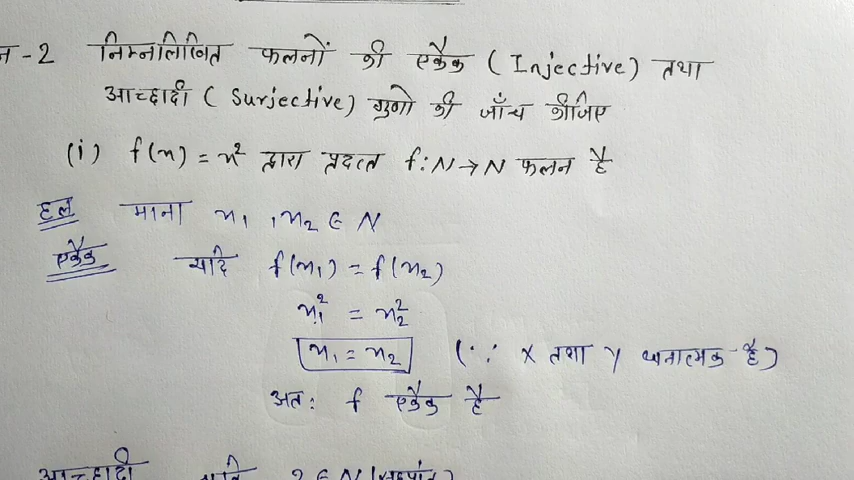 -2 निम्नलिखित फलनों की एकैक (Injective) तथा
आच्छादी (Surjective) गुणो की जाँच कीजिए
(i) f(x) = x² द्वारा प्रदत्त f: N→N फलन है
हल माना x₁, x₂ ∈ N
एकैक यदि f(x₁) = f(x₂)
x₁² = x₂²
x₁ = x₂ (∵ x तथा y धनात्मक है)
अतः f एकैक है
आच्छादी 2 ∈ N